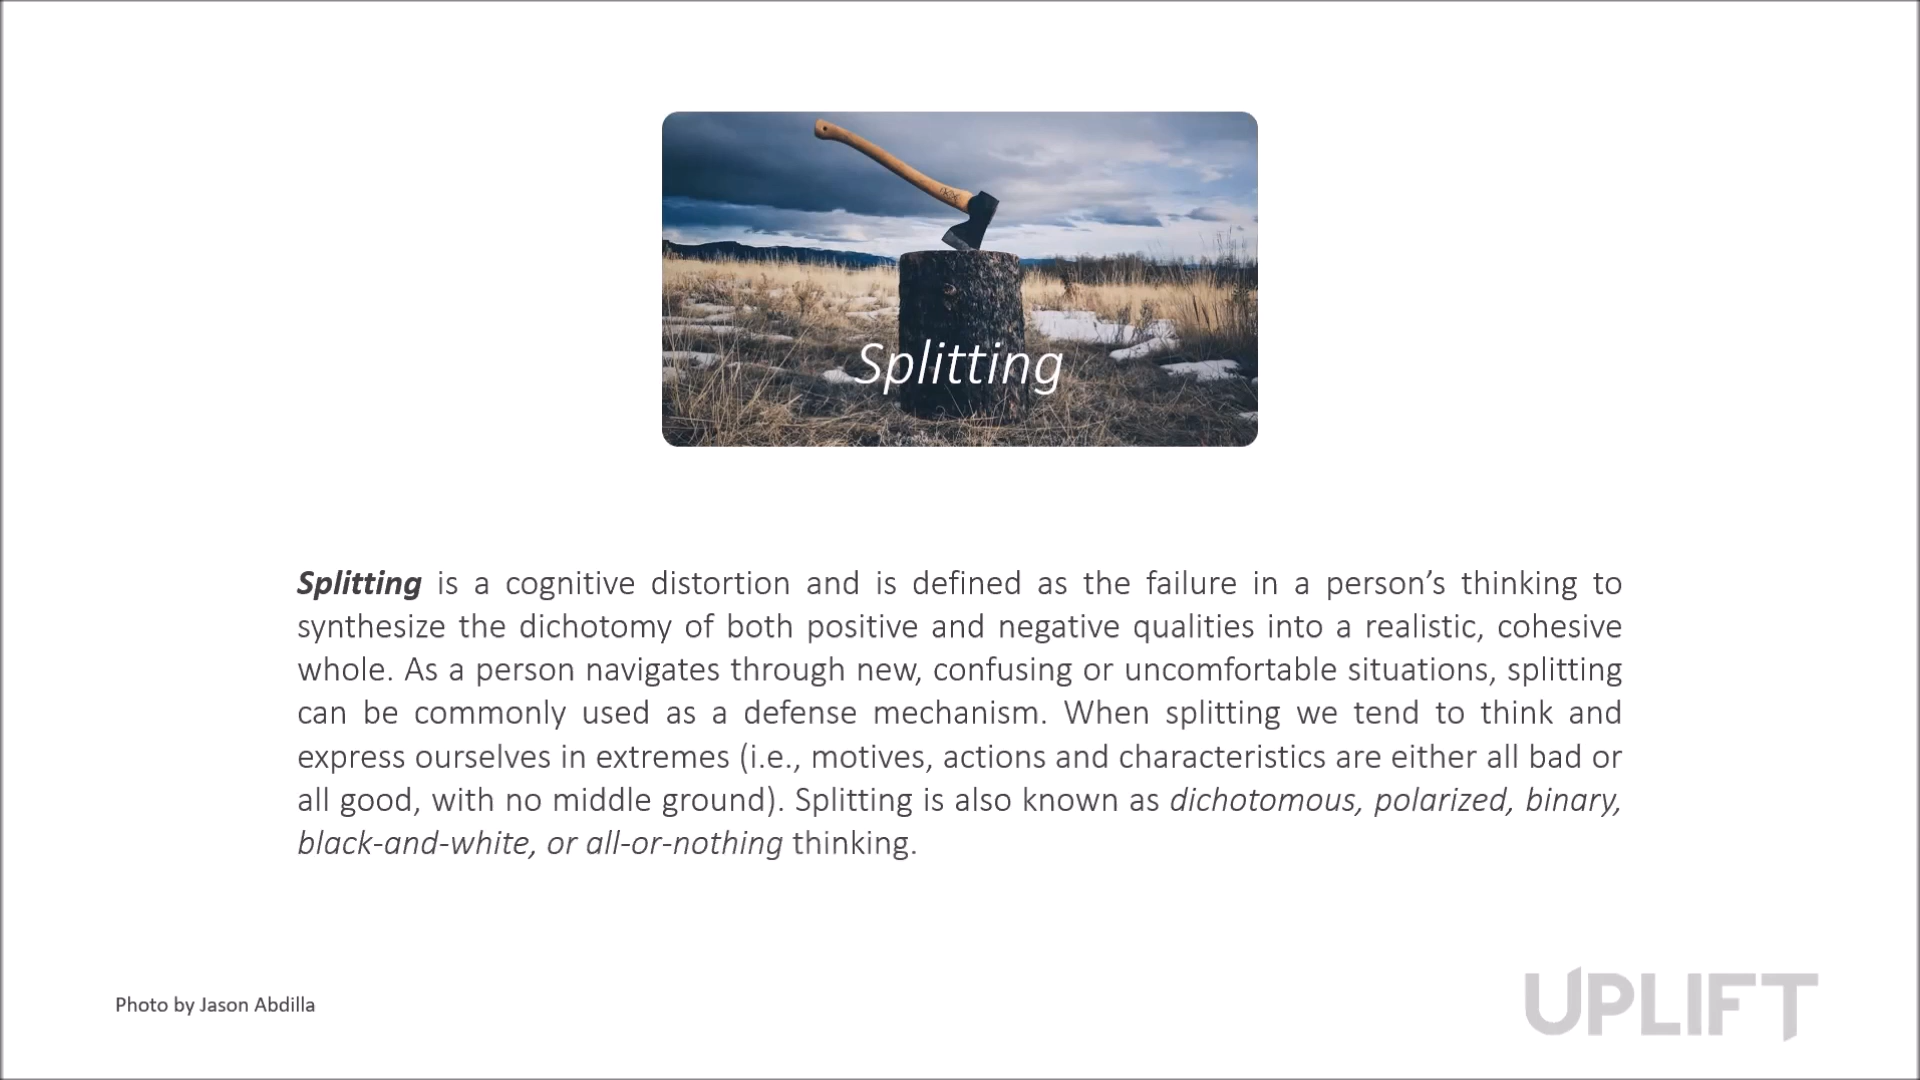 Splitting
Splitting is a cognitive distortion and is defined as the failure in a person’s thinking to
synthesize the dichotomy of both positive and negative qualities into a realistic, cohesive
whole. As a person navigates through new, confusing or uncomfortable situations, splitting
can be commonly used as a defense mechanism. When splitting we tend to think and
express ourselves in extremes (i.e., motives, actions and characteristics are either all bad or
all good, with no middle ground). Splitting is also known as dichotomous, polarized, binary,
black-and-white, or all-or-nothing thinking.
Photo by Jason Abdilla
UPLIFT